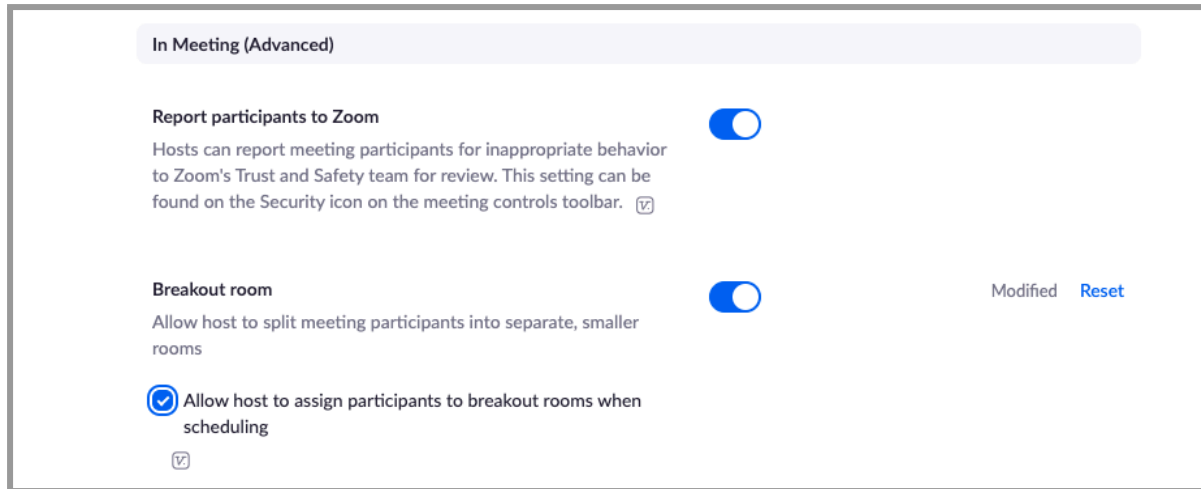 In Meeting (Advanced)
Report participants to Zoom
Hosts can report meeting participants for inappropriate behavior
to Zoom's Trust and Safety team for review. This setting can be
found on the Security icon on the meeting controls toolbar. V.
Breakout room
Modified Reset
Allow host to split meeting participants into separate, smaller
rooms
Allow host to assign participants to breakout rooms when
scheduling
V.